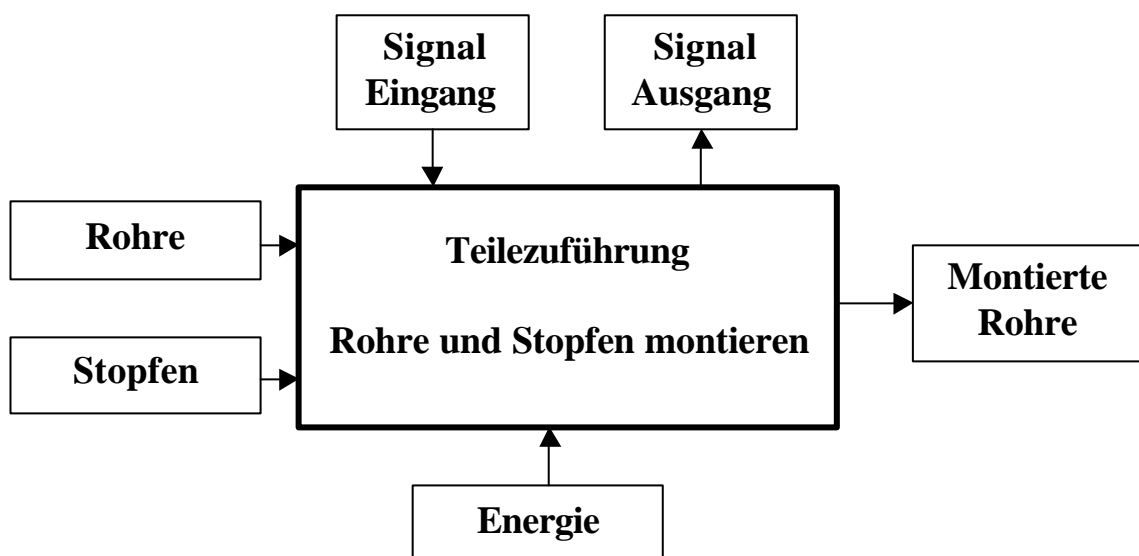 Signal
Eingang
Signal
Ausgang
Rohre
Stopfen
Teilezuführung
Rohre und Stopfen montieren
Montierte
Rohre
Energie